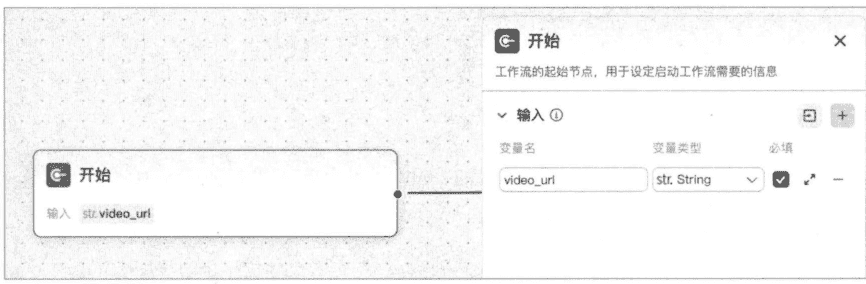 开始
输入 str. video_url
开始
工作流的起始节点，用于设定启动工作流需要的信息
输入
变量名 变量类型 必填
video_url str. String